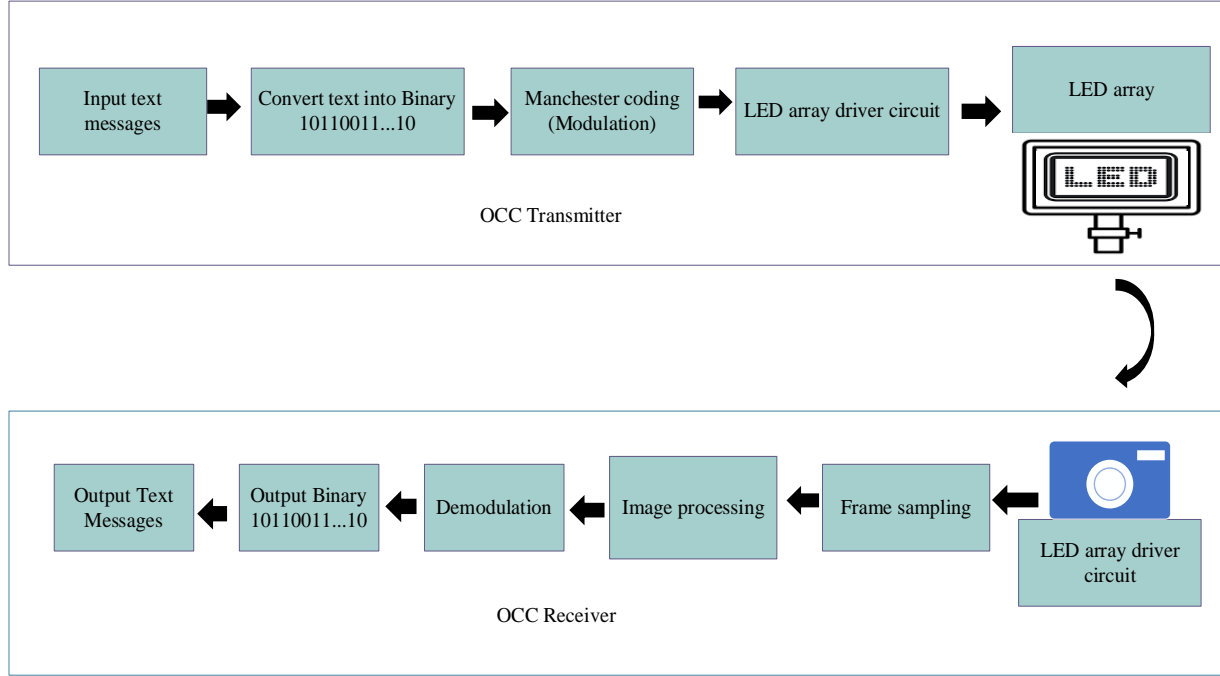 Input text
messages
Convert text into Binary
10110011...10
Manchester coding
(Modulation)
LED array driver circuit
LED array
LED
OCC Transmitter
Output Text
Messages
Output Binary
10110011...10
Demodulation
Image processing
Frame sampling
LED array driver
circuit
OCC Receiver